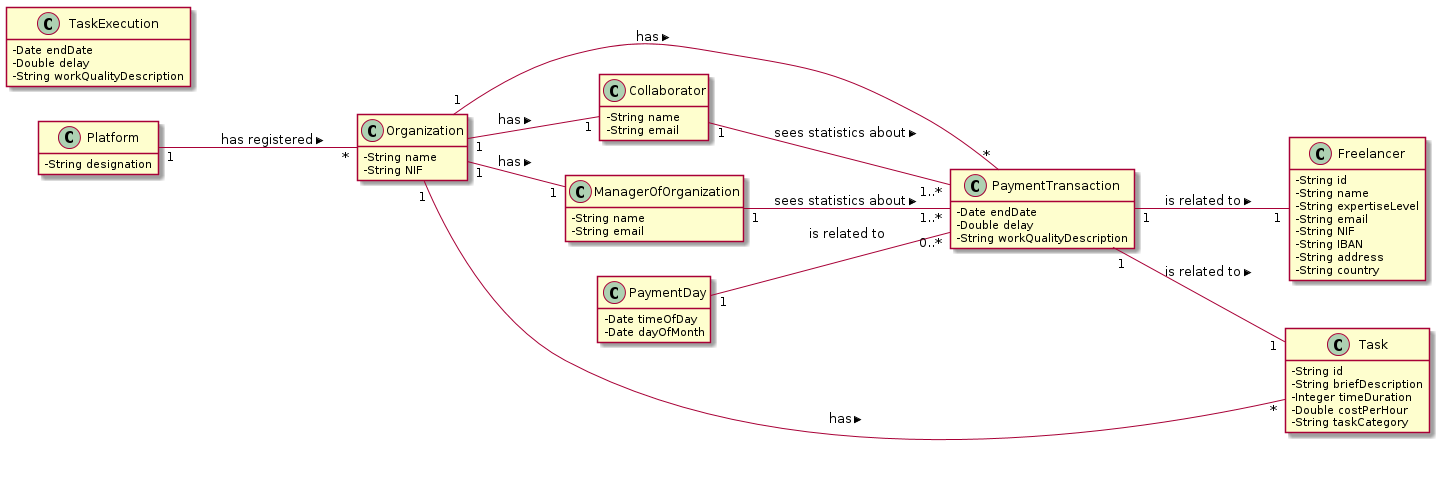 C TaskExecution
-Date endDate
-Double delay
-String workQualityDescription
C Platform
-String designation
1
has registered ▶
*
C Organization
-String name
-String NIF
1
has ▶
*
1
has ▶
1
1
has ▶
1
1
has ▶
*
C Collaborator
-String name
-String email
1
sees statistics about ▶
1..*
C ManagerOfOrganization
-String name
-String email
1
sees statistics about ▶
1..*
C PaymentDay
-Date timeOfDay
-Date dayOfMonth
1
is related to
0..*
C PaymentTransaction
-Date endDate
-Double delay
-String workQualityDescription
1
is related to ▶
1
1
is related to ▶
1
C Freelancer
-String id
-String name
-String expertiseLevel
-String email
-String NIF
-String IBAN
-String address
-String country
C Task
-String id
-String briefDescription
-Integer timeDuration
-Double costPerHour
-String taskCategory